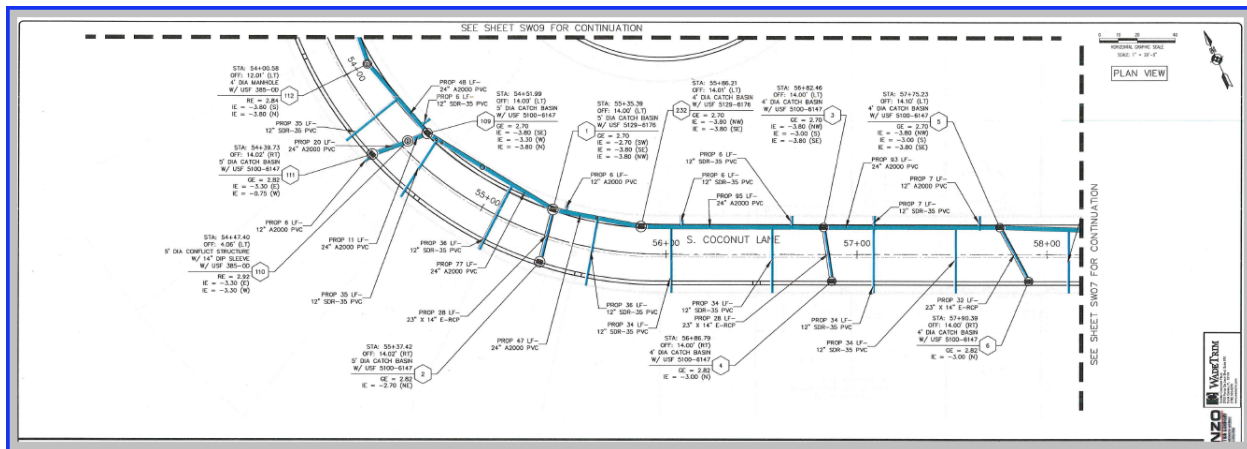 SEE SHEET SW09 FOR CONTINUATION
HORIZONTAL GRAPHIC SCALE
SCALE: 1" = 20'-0"
PLAN VIEW
STA: 54+00.58
OFF: 12.01' (LT)
4' DIA MANHOLE
W/ USF 385-OD
RE = 2.84
IE = -3.80 (S)
IE = -3.80 (N)
112
54+00
PROP 48 LF-
24" A2000 PVC
PROP 6 LF-
12" SDR-35 PVC
STA: 54+51.99
OFF: 14.00' (LT)
5' DIA CATCH BASIN
W/ USF 5100-6147
GE = 2.70
IE = -3.80 (SE)
IE = -3.30 (W)
IE = -3.80 (N)
109
STA: 55+35.39
OFF: 14.00' (LT)
5' DIA CATCH BASIN
W/ USF 5129-6176
GE = 2.70
IE = -2.70 (SW)
IE = -3.80 (SE)
IE = -3.80 (NW)
1
STA: 55+86.21
OFF: 14.01' (LT)
4' DIA CATCH BASIN
W/ USF 5129-6176
GE = 2.70
IE = -3.80 (NW)
IE = -3.80 (SE)
232
STA: 56+82.46
OFF: 14.00' (LT)
4' DIA CATCH BASIN
W/ USF 5100-6147
GE = 2.70
IE = -3.80 (NW)
IE = -3.00 (S)
IE = -3.80 (SE)
3
STA: 57+75.23
OFF: 14.10' (LT)
4' DIA CATCH BASIN
W/ USF 5100-6147
GE = 2.70
IE = -3.80 (NW)
IE = -3.00 (S)
IE = -3.80 (SE)
5
PROP 35 LF-
12" SDR-35 PVC
PROP 20 LF-
24" A2000 PVC
STA: 54+39.73
OFF: 14.02' (RT)
5' DIA CATCH BASIN
W/ USF 5100-6147
GE = 2.82
IE = -3.30 (E)
IE = -0.75 (W)
111
PROP 6 LF-
12" A2000 PVC
STA: 54+47.40
OFF: 4.06' (LT)
5' DIA CONFLICT STRUCTURE
W/ 14" DIP SLEEVE
W/ USF 385-OD
RE = 2.92
IE = -3.30 (E)
IE = -3.30 (W)
110
PROP 11 LF-
24" A2000 PVC
PROP 35 LF-
12" SDR-35 PVC
55+00
PROP 36 LF-
12" SDR-35 PVC
PROP 77 LF-
24" A2000 PVC
PROP 28 LF-
23" X 14" E-RCP
PROP 47 LF-
24" A2000 PVC
STA: 55+37.42
OFF: 14.02' (RT)
5' DIA CATCH BASIN
W/ USF 5100-6147
GE = 2.82
IE = -2.70 (NE)
2
PROP 6 LF-
12" A2000 PVC
PROP 6 LF-
12" SDR-35 PVC
PROP 6 LF-
12" SDR-35 PVC
PROP 95 LF-
24" A2000 PVC
PROP 93 LF-
24" A2000 PVC
PROP 7 LF-
12" A2000 PVC
PROP 7 LF-
12" SDR-35 PVC
S. COCONUT LANE
56+00
57+00
58+00
PROP 36 LF-
12" SDR-35 PVC
PROP 34 LF-
12" SDR-35 PVC
PROP 34 LF-
12" SDR-35 PVC
PROP 28 LF-
23" X 14" E-RCP
STA: 56+86.79
OFF: 14.00' (RT)
4' DIA CATCH BASIN
W/ USF 5100-6147
GE = 2.82
IE = -3.00 (N)
4
PROP 34 LF-
12" SDR-35 PVC
PROP 34 LF-
12" SDR-35 PVC
PROP 32 LF-
23" X 14" E-RCP
STA: 57+90.39
OFF: 14.00' (RT)
4' DIA CATCH BASIN
W/ USF 5100-6147
GE = 2.82
IE = -3.00 (N)
6
SEE SHEET SW07 FOR CONTINUATION
WADETRIM
NZO